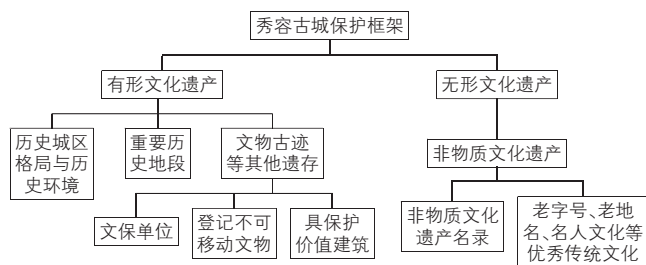 秀容古城保护框架
有形文化遗产
无形文化遗产
历史城区
格局与历
史环境
重要历
史地段
文物古迹
等其他遗存
非物质文化遗产
文保单位
登记不可
移动文物
具保护
价值建筑
非物质文化
遗产名录
老字号、老地
名、名人文化等
优秀传统文化